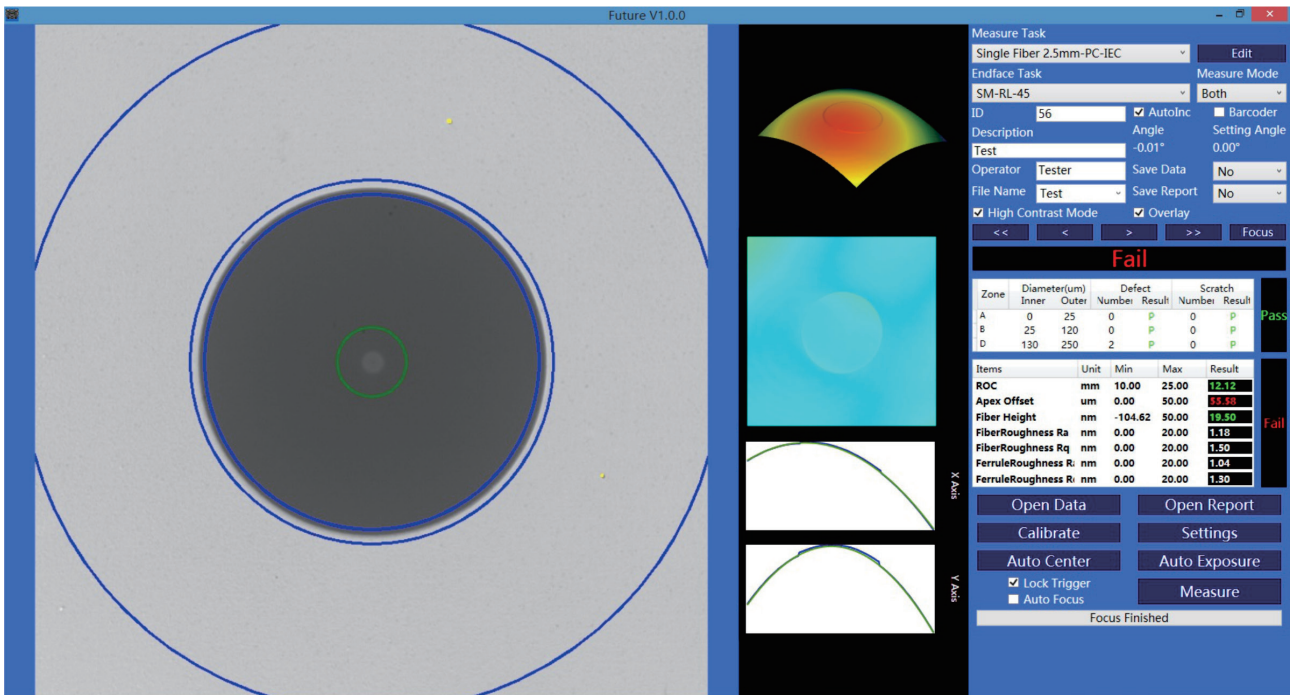 Future V1.0.0
Measure Task
Single Fiber 2.5mm-PC-IEC Edit
Endface Task Measure Mode
SM-RL-45 Both
ID 56 AutoInc Barcoder
Description Angle Setting Angle
Test -0.01° 0.00°
Operator Tester Save Data No
File Name Test Save Report No
High Contrast Mode Overlay
<< < > >> Focus
Fail
Zone Diameter(um) Defect Scratch
Inner Outer Number Result Number Result
A 0 25 0 P 0 P
B 25 120 0 P 0 P
D 130 250 2 P 0 P
Pass
Items Unit Min Max Result
ROC mm 10.00 25.00 12.12
Apex Offset um 0.00 50.00 53.58
Fiber Height nm -104.62 50.00 19.50
FiberRoughness Ra nm 0.00 20.00 1.18
FiberRoughness Rq nm 0.00 20.00 1.50
FerruleRoughness R nm 0.00 20.00 1.04
FerruleRoughness R nm 0.00 20.00 1.30
Fail
X Axis
Y Axis
Open Data Open Report
Calibrate Settings
Auto Center Auto Exposure
Lock Trigger
Auto Focus
Measure
Focus Finished